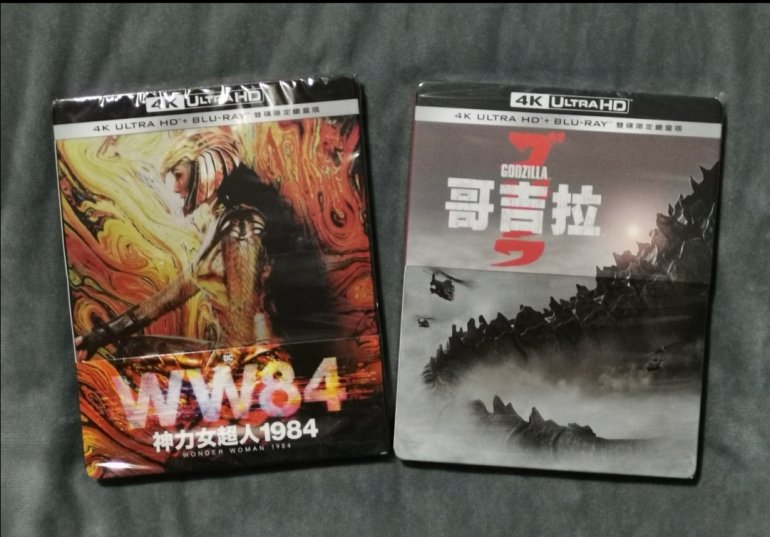 4K ULTRA HD
4K ULTRA HD + BLU-RAY 雙碟限定鐵盒版
DC
WW84
神力女超人1984
WONDER WOMAN 1984
4K ULTRA HD
4K ULTRA HD + BLU-RAY 雙碟限定鐵盒版
ゴジラ
GODZILLA
哥吉拉